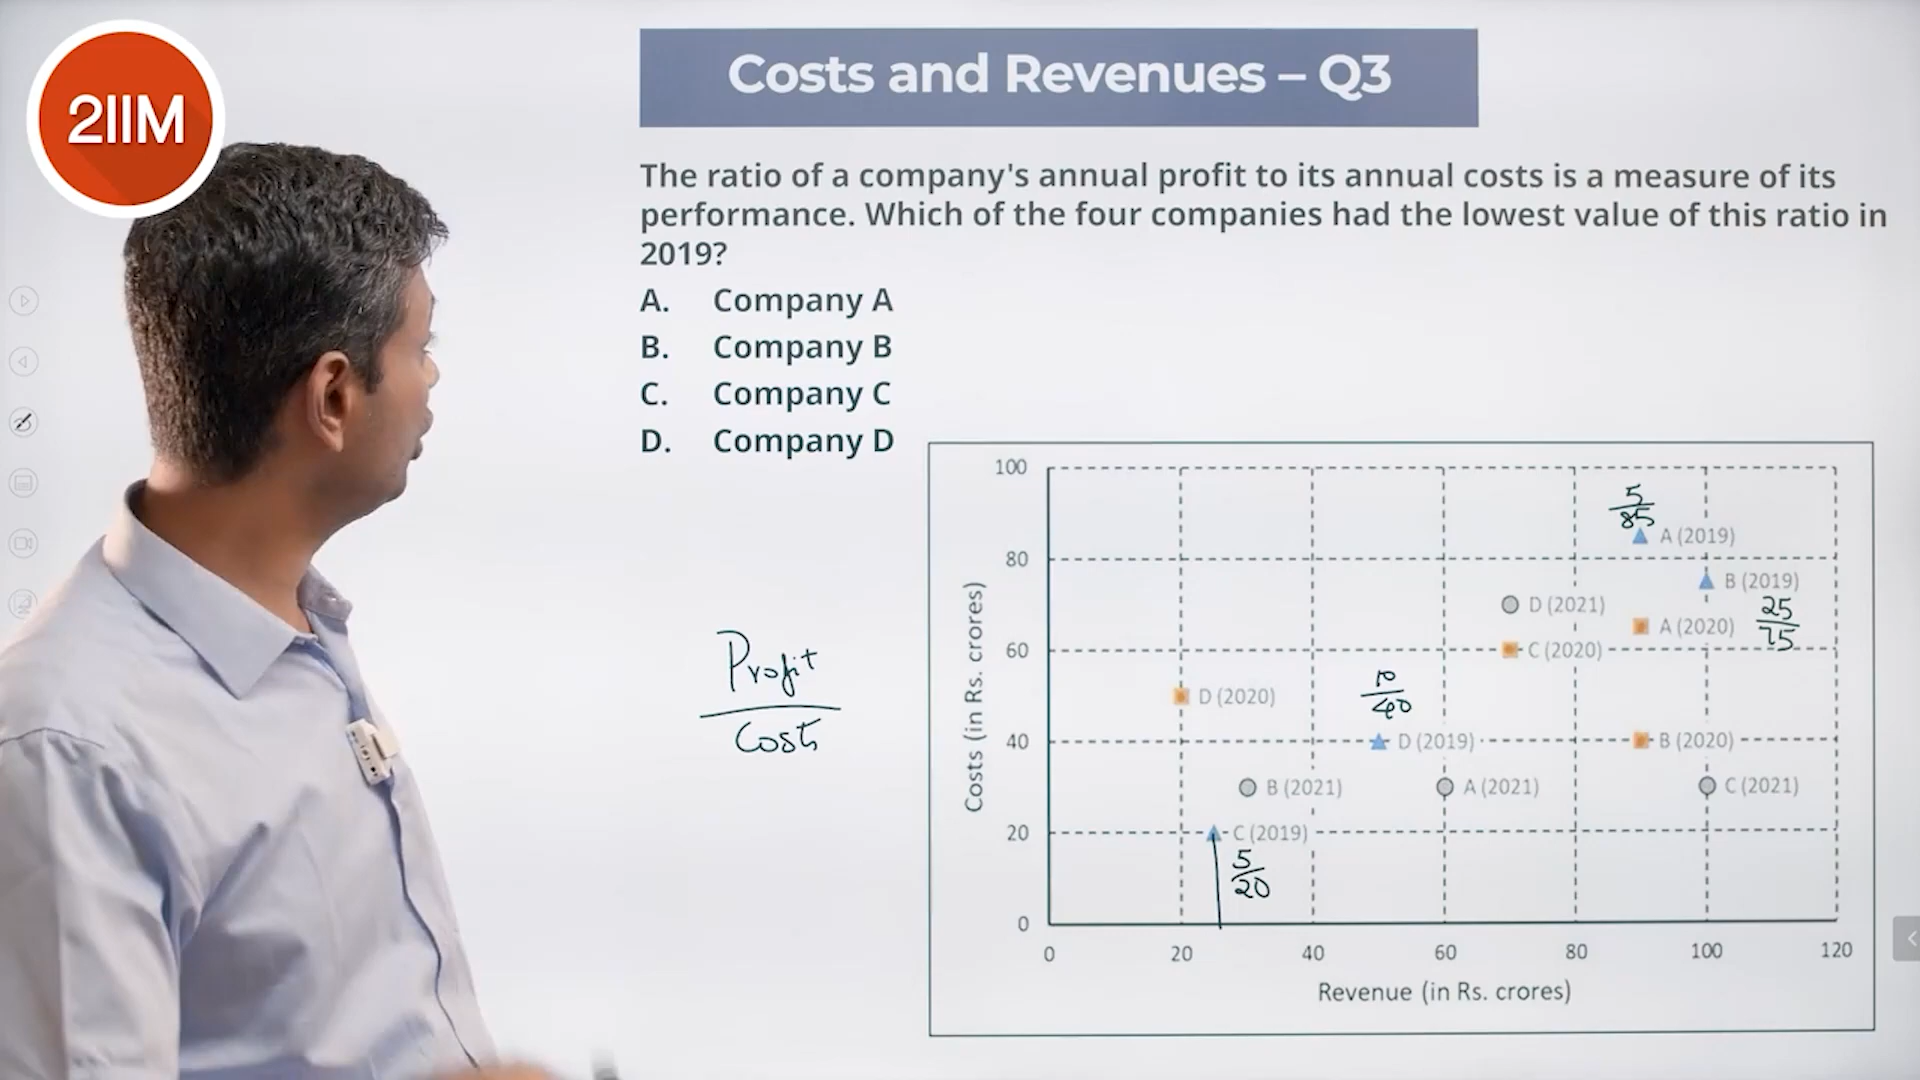 2IIM
Costs and Revenues – Q3
The ratio of a company's annual profit to its annual costs is a measure of its
performance. Which of the four companies had the lowest value of this ratio in
2019?
A. Company A
B. Company B
C. Company C
D. Company D
Profit
Costs
100
80
60
40
20
0
Costs (in Rs. crores)
5
85
A (2019)
B (2019)
25
75
D (2021)
A (2020)
C (2020)
D (2020)
10
40
D (2019)
B (2020)
B (2021)
A (2021)
C (2021)
C (2019)
5
20
0 20 40 60 80 100 120
Revenue (in Rs. crores)